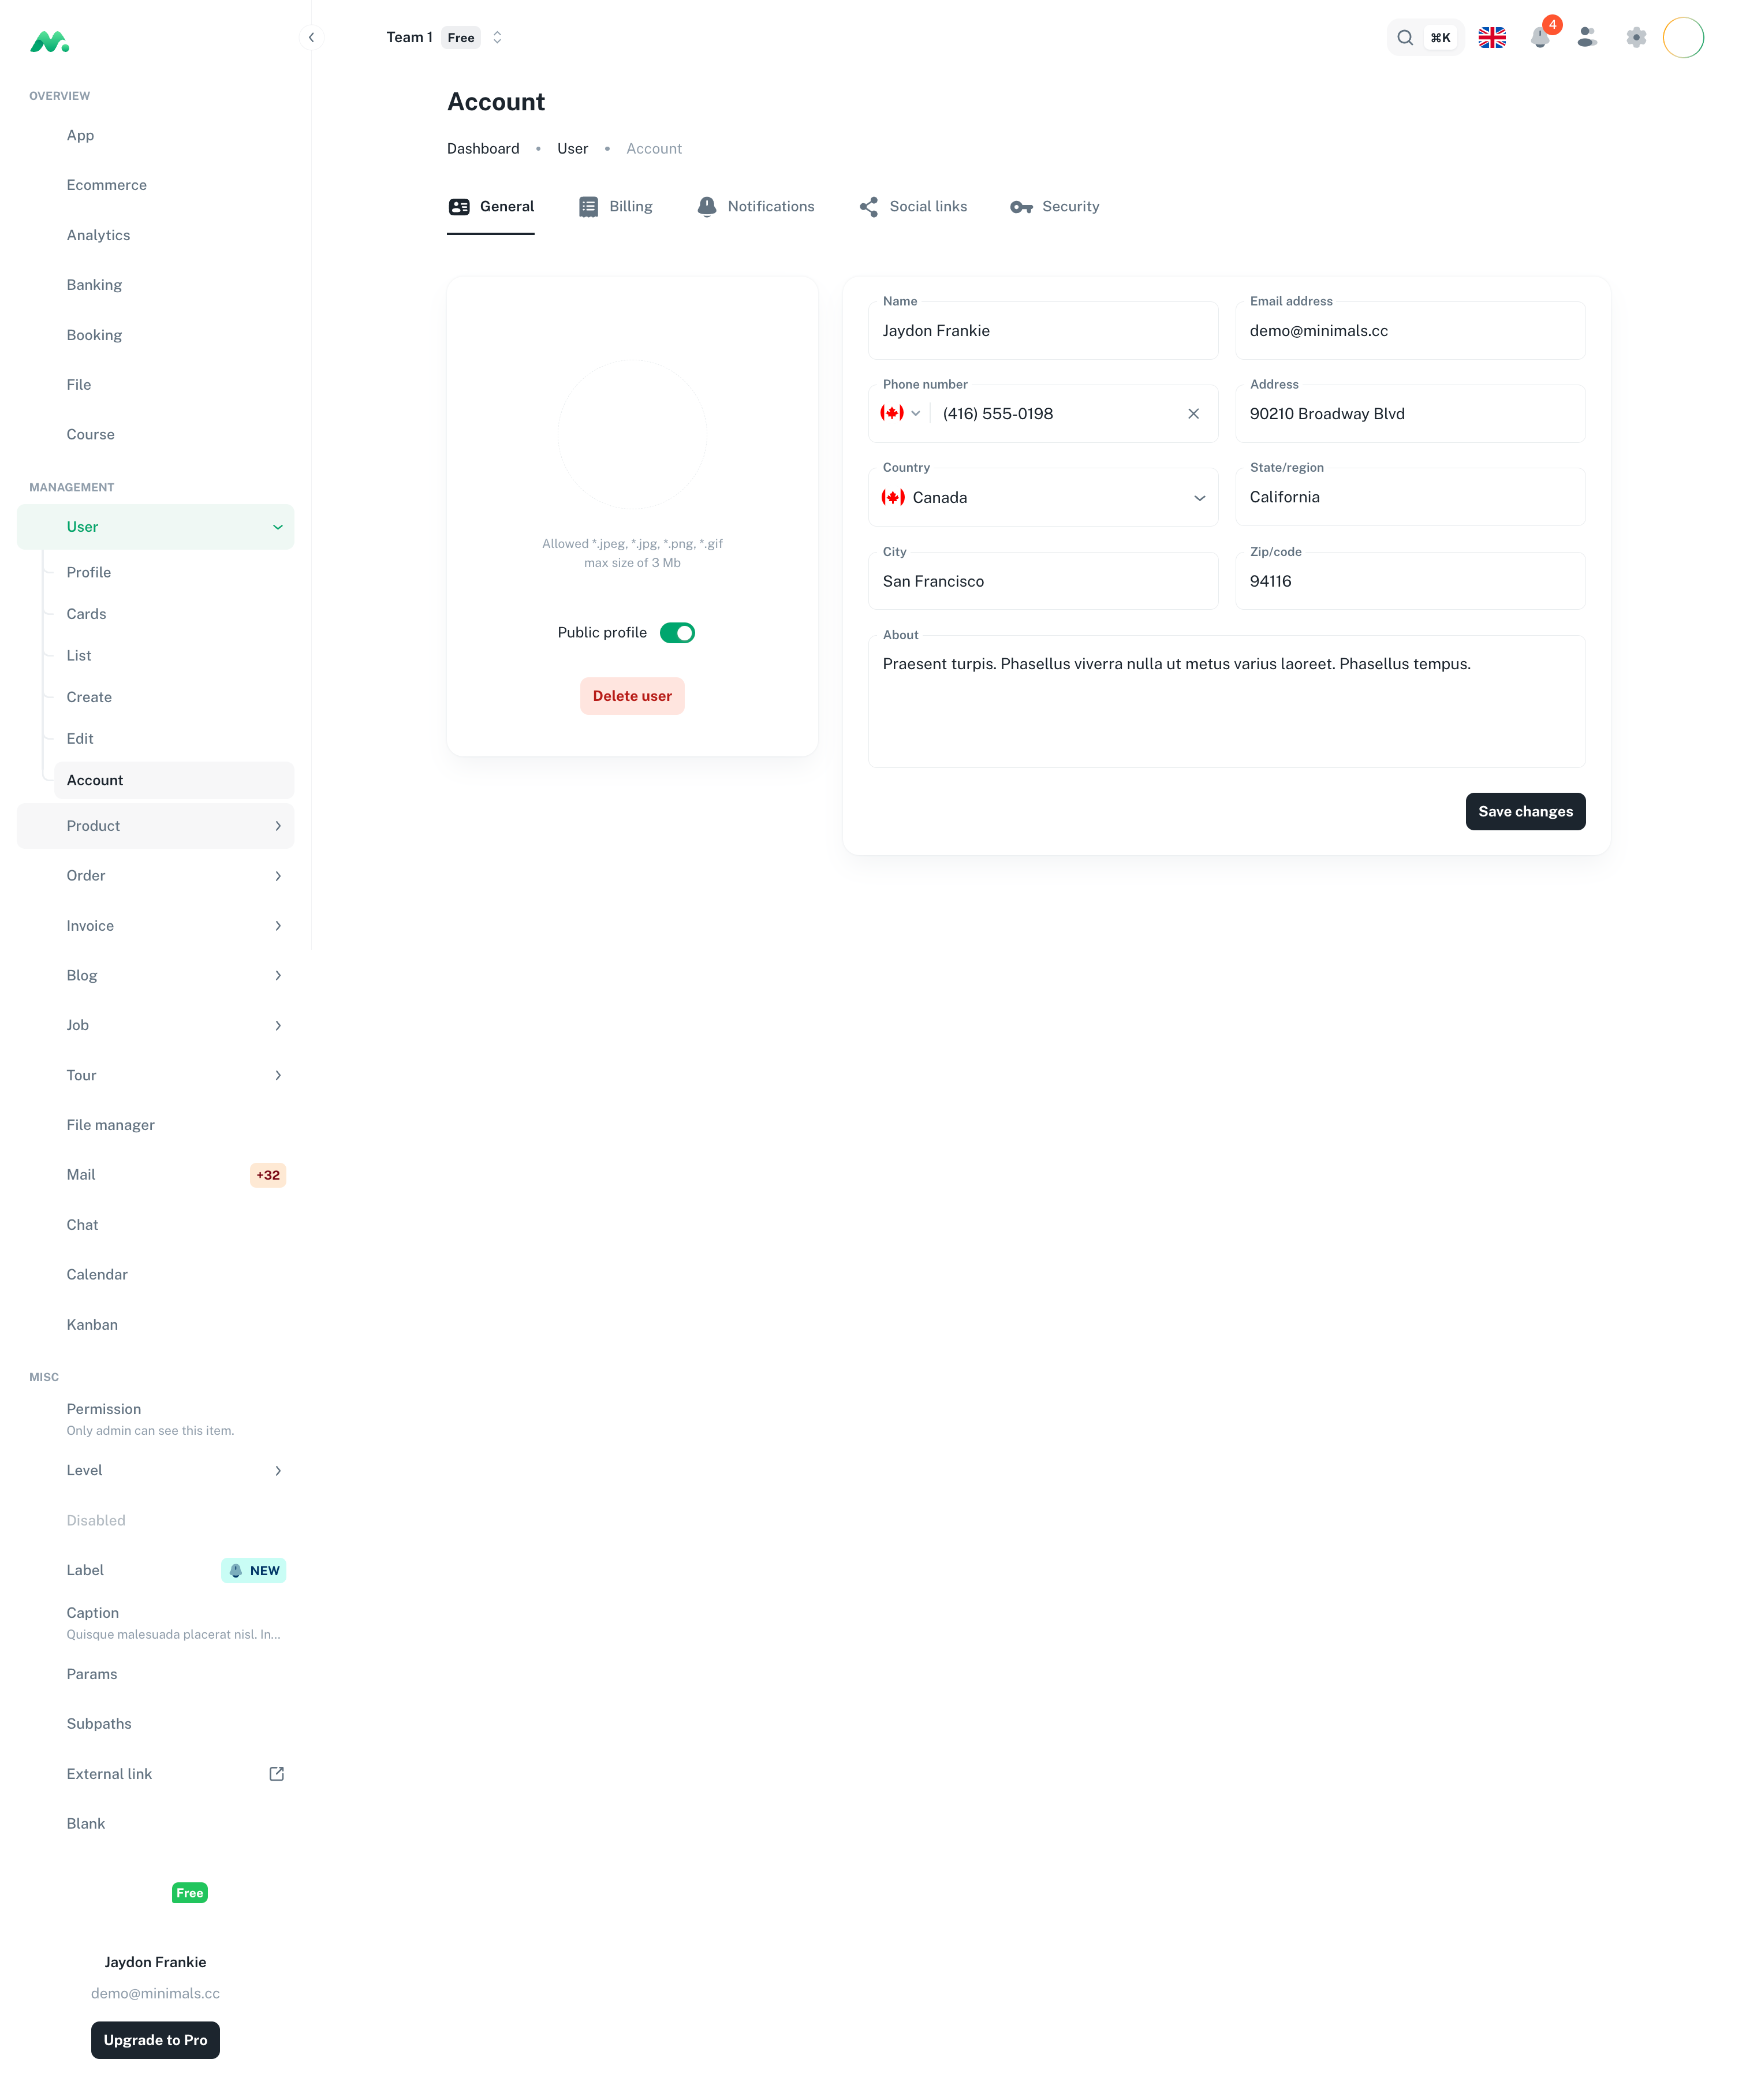 OVERVIEW
App
Ecommerce
Analytics
Banking
Booking
File
Course
MANAGEMENT
User
Profile
Cards
List
Create
Edit
Account
Product
Order
Invoice
Blog
Job
Tour
File manager
Mail +32
Chat
Calendar
Kanban
MISC
Permission
Only admin can see this item.
Level
Disabled
Label NEW
Caption
Quisque malesuada placerat nisl. In...
Params
Subpaths
External link
Blank
Free
Jaydon Frankie
demo@minimals.cc
Upgrade to Pro
Team 1 Free
⌘K
4
Account
Dashboard • User • Account
General Billing Notifications Social links Security
Allowed *.jpeg, *.jpg, *.png, *.gif
max size of 3 Mb
Public profile
Delete user
Name
Jaydon Frankie
Email address
demo@minimals.cc
Phone number
(416) 555-0198
Address
90210 Broadway Blvd
Country
Canada
State/region
California
City
San Francisco
Zip/code
94116
About
Praesent turpis. Phasellus viverra nulla ut metus varius laoreet. Phasellus tempus.
Save changes